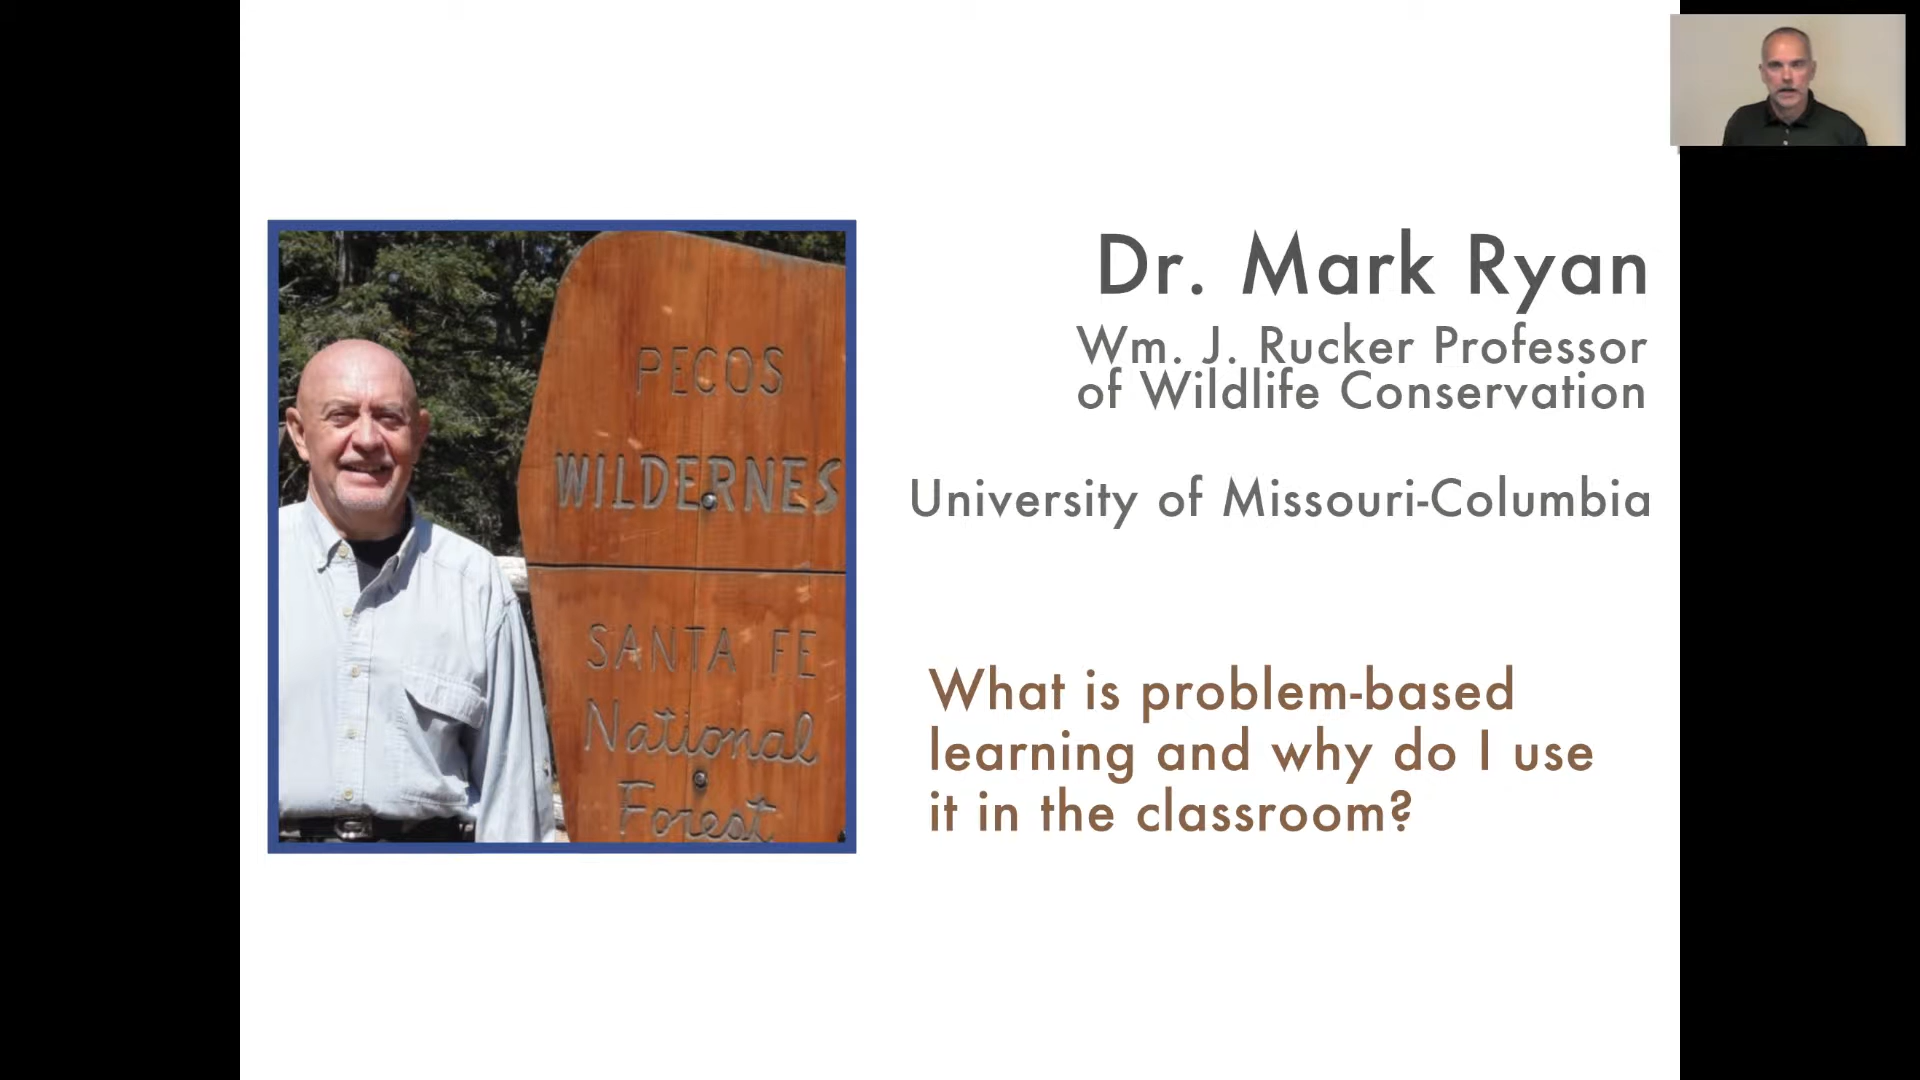 PECOS
WILDERNES
SANTA FE
National
Forest
Dr. Mark Ryan
Wm. J. Rucker Professor
of Wildlife Conservation
University of Missouri-Columbia
What is problem-based
learning and why do I use
it in the classroom?